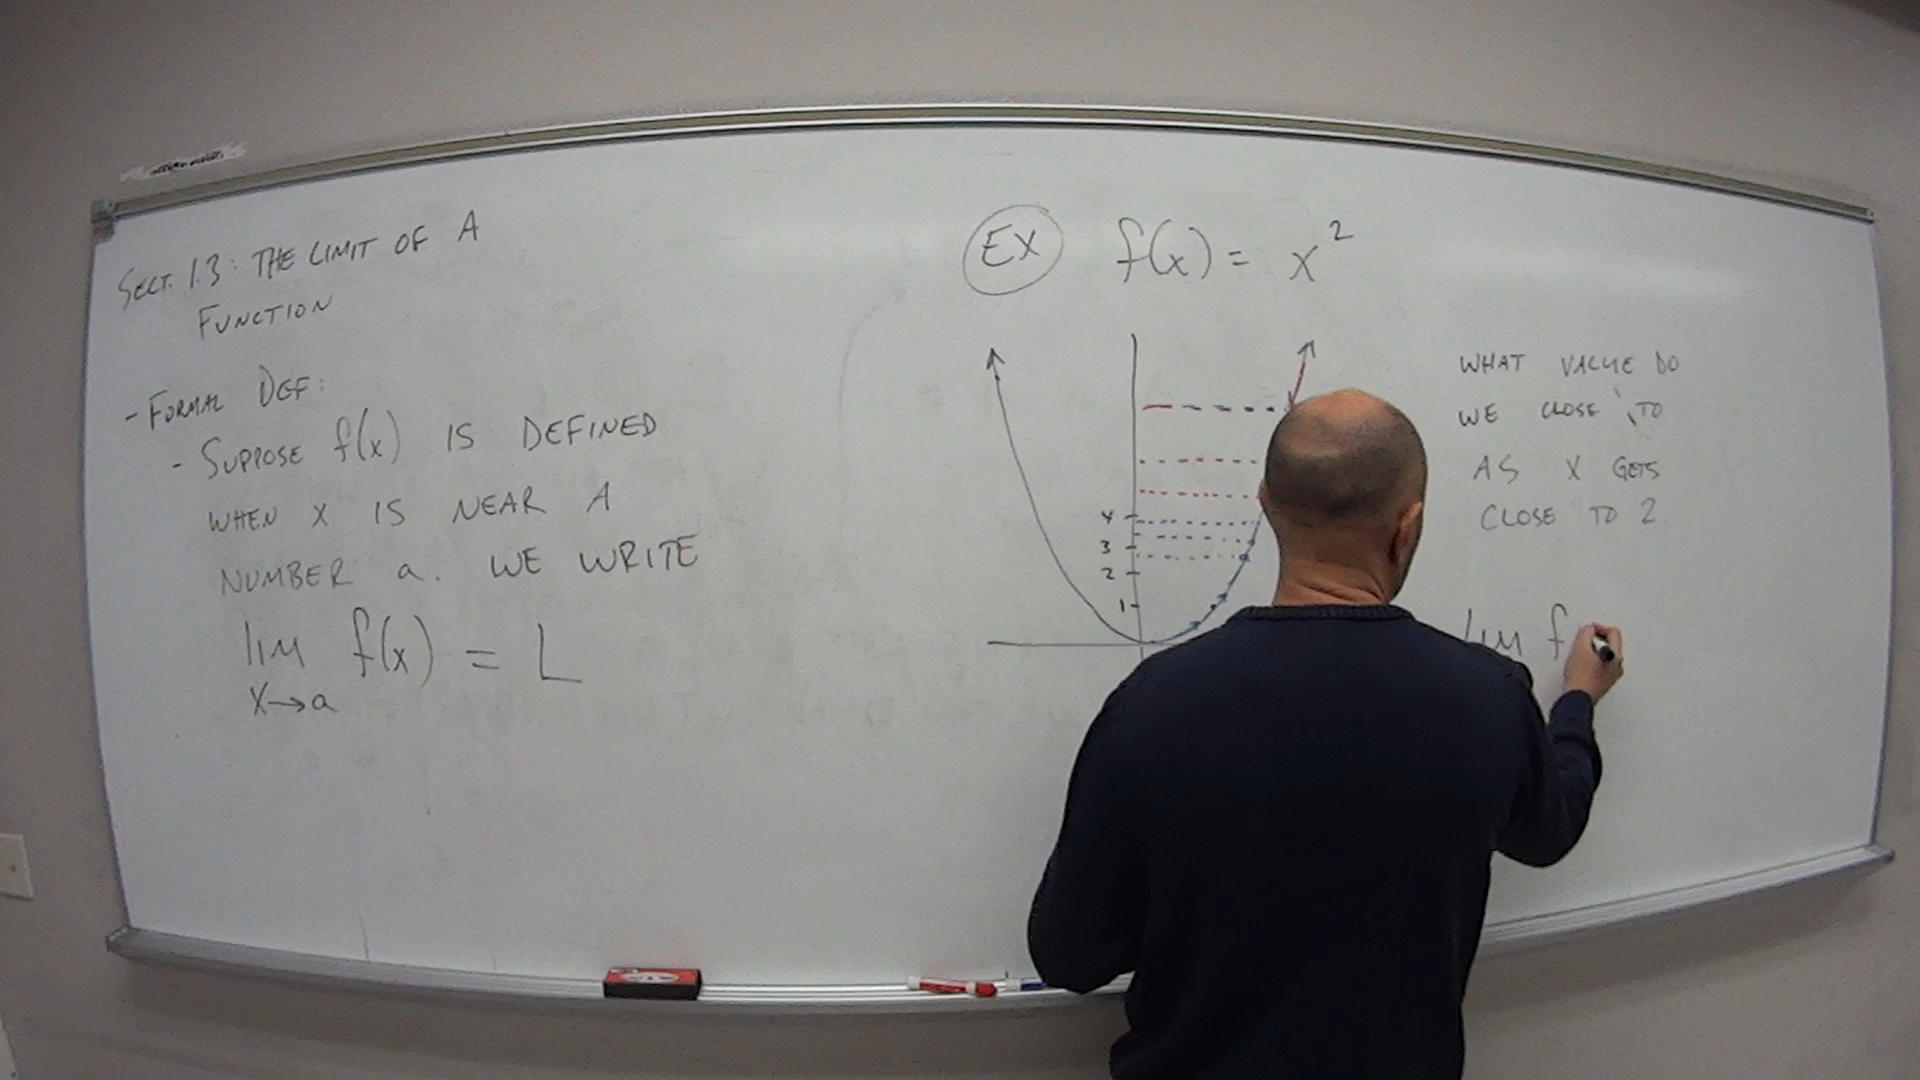 SECT. 1.3: THE LIMIT OF A
FUNCTION
- FORMAL DEF:
- SUPPOSE f(x) IS DEFINED
WHEN x IS NEAR A
NUMBER a. WE WRITE
lim f(x) = L
x→a
EX f(x) = x²
4
3
2
1
WHAT VALUE DO
WE CLOSE TO
AS X GETS
CLOSE TO 2.
lim f